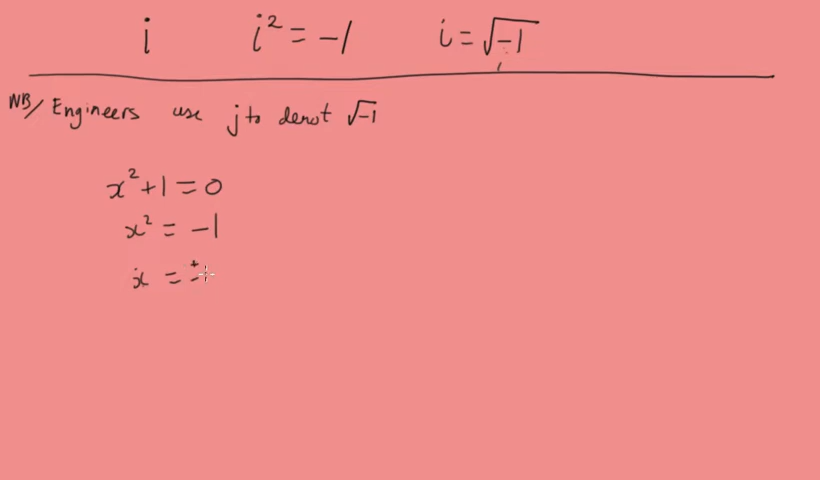 i i² = -1 i = √-1
NB/ Engineers use j to denot √-1
x² + 1 = 0
x² = -1
x = ±